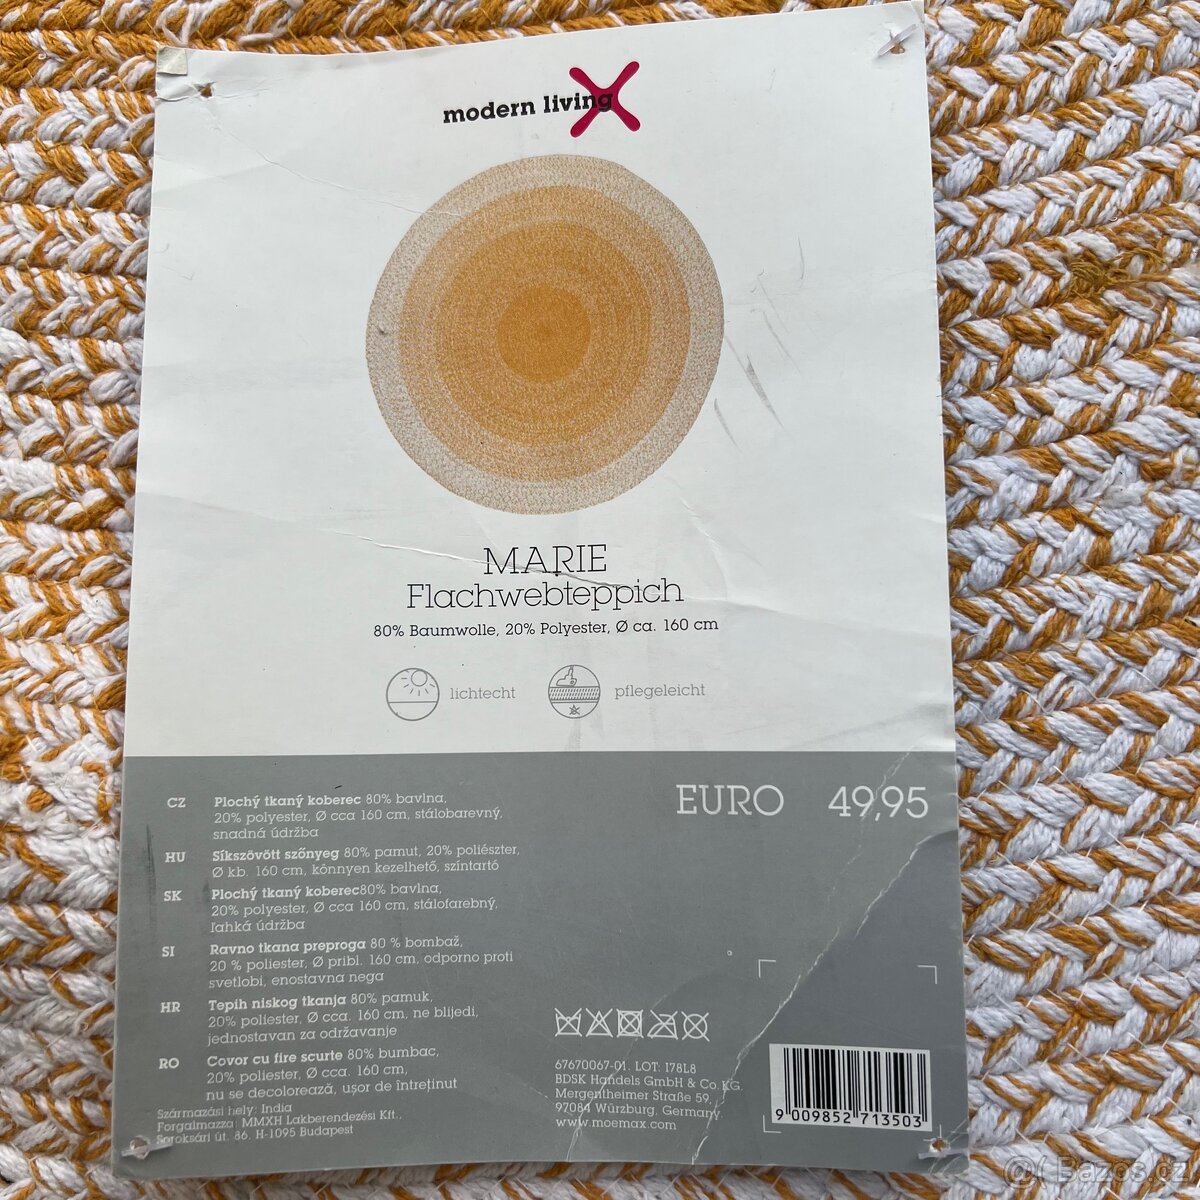 modern living
MARIE
Flachwebteppich
80% Baumwolle, 20% Polyester, Ø ca. 160 cm
lichtecht
pflegeleicht
EURO 49,95
CZ Plochý tkaný koberec 80% bavlna,
20% polyester, Ø cca 160 cm, stálobarevný,
snadná údržba
HU Síkszövött szőnyeg 80% pamut, 20% poliészter,
Ø kb. 160 cm, könnyen kezelhető, színtartó
SK Plochý tkaný koberec80% bavlna,
20% polyester, Ø cca 160 cm, stálofarebný,
ľahká údržba
SI Ravno tkana preproga 80 % bombaž,
20 % poliester, Ø pribl. 160 cm, odporno proti
svetlobi, enostavna nega
HR Tepih niskog tkanja 80% pamuk,
20% poliester, Ø cca. 160 cm, ne blijedi,
jednostavan za održavanje
RO Covor cu fire scurte 80% bumbac,
20% poliester, Ø cca. 160 cm,
nu se decolorează, ușor de întreținut
Származási hely: India
Forgalmazza: MMXH Lakberendezési Kft.,
Soroksári út. 86. H-1095 Budapest
67670067-01. LOT: I78L8
BDSK Handels GmbH & Co. KG.
Mergentheimer Straße 59,
97084 Würzburg, Germany.
www.moemax.com
9 009852 713503
@( Bazos.cz